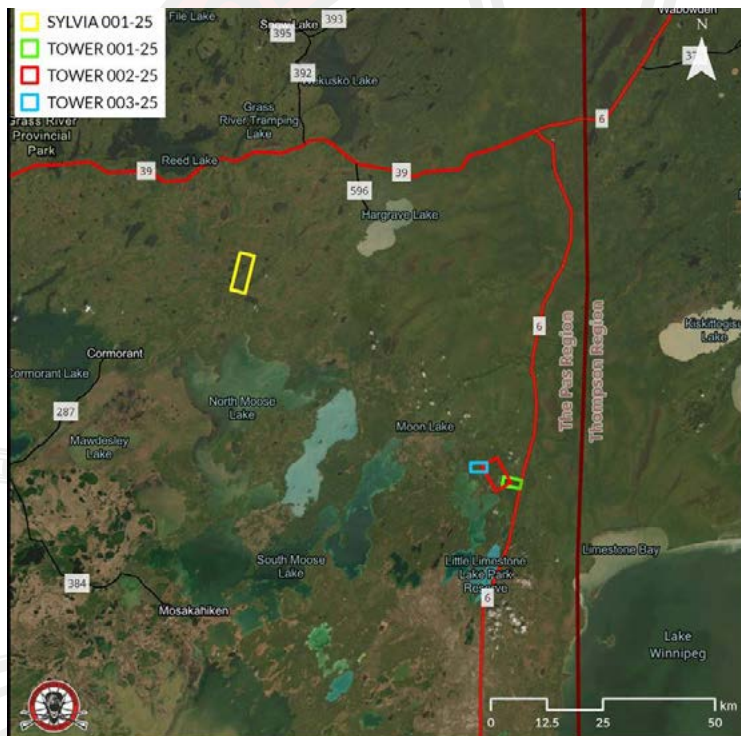 SYLVIA 001-25
TOWER 001-25
TOWER 002-25
TOWER 003-25
File Lake
Snow Lake
393
395
392
Wekusko Lake
Wabowden
N
6
Grass River
Provincial
Park
Grass
River Tramping
Lake
Reed Lake
39
39
596
Hargrave Lake
6
The Pas Region
Thompson Region
Lake
Cormorant
Cormorant Lake
287
North Moose
Lake
Mawdesley
Lake
Moon Lake
South Moose
Lake
384
Mosakahiken
Little Limestone
Lake Park
Reserve
6
Limestone Bay
Lake
Winnipeg
km
0
12.5
25
50